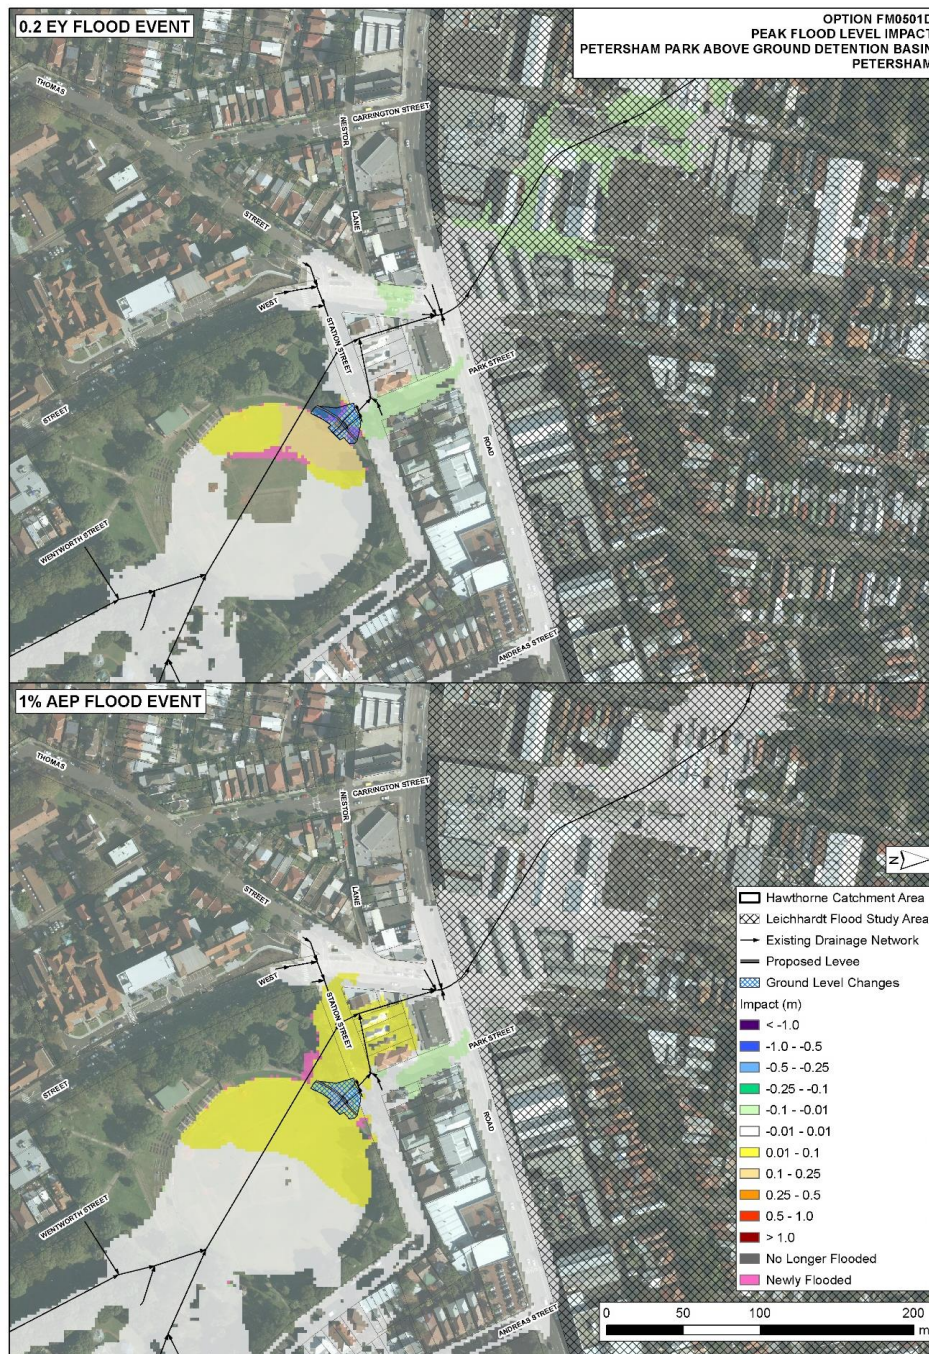 0.2 EY FLOOD EVENT
OPTION FM0501D
PEAK FLOOD LEVEL IMPACT
PETERSHAM PARK ABOVE GROUND DETENTION BASIN
PETERSHAM
THOMAS
CARRINGTON STREET
NESTOR
LANE
STREET
WEST
STATION STREET
PARK STREET
STREET
ROAD
WENTWORTH STREET
ANDREAS STREET
1% AEP FLOOD EVENT
THOMAS
CARRINGTON STREET
NESTOR
LANE
STREET
WEST
STATION STREET
PARK STREET
STREET
ROAD
WENTWORTH STREET
ANDREAS STREET
N
Hawthorne Catchment Area
Leichhardt Flood Study Area
Existing Drainage Network
Proposed Levee
Ground Level Changes
Impact (m)
< -1.0
-1.0 - -0.5
-0.5 - -0.25
-0.25 - -0.1
-0.1 - -0.01
-0.01 - 0.01
0.01 - 0.1
0.1 - 0.25
0.25 - 0.5
0.5 - 1.0
> 1.0
No Longer Flooded
Newly Flooded
0 50 100 200
m